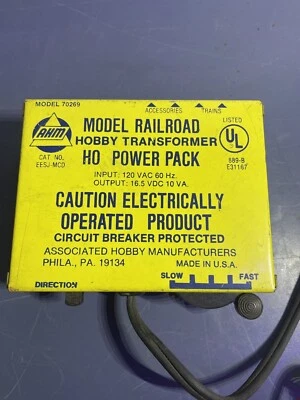 MODEL 70269
ACCESSORIES TRAINS
AHM
MODEL RAILROAD
LISTED
HOBBY TRANSFORMER
UL
CAT. NO.
EESJ-MCD
HO POWER PACK
689-B
E31167
INPUT: 120 VAC 60 Hz.
OUTPUT: 16.5 VDC 10 VA.
CAUTION ELECTRICALLY
OPERATED PRODUCT
CIRCUIT BREAKER PROTECTED
ASSOCIATED HOBBY MANUFACTURERS
PHILA., PA. 19134
MADE IN U.S.A.
SLOW FAST
DIRECTION